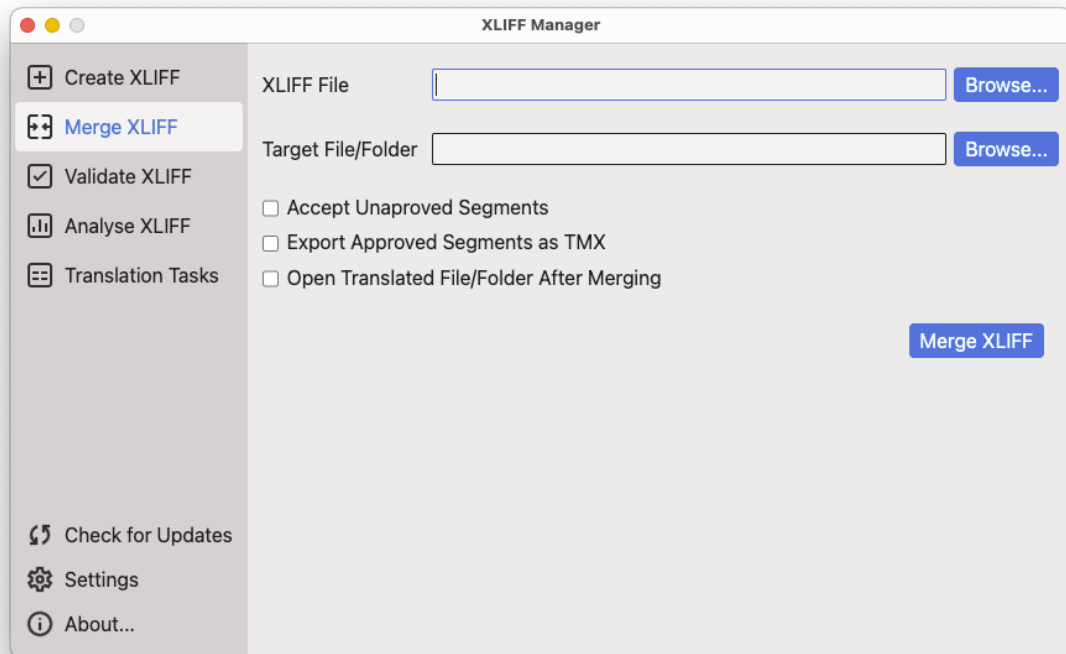 XLIFF Manager
Create XLIFF
Merge XLIFF
Validate XLIFF
Analyse XLIFF
Translation Tasks
Check for Updates
Settings
About...
XLIFF File
Browse...
Target File/Folder
Browse...
Accept Unaproved Segments
Export Approved Segments as TMX
Open Translated File/Folder After Merging
Merge XLIFF